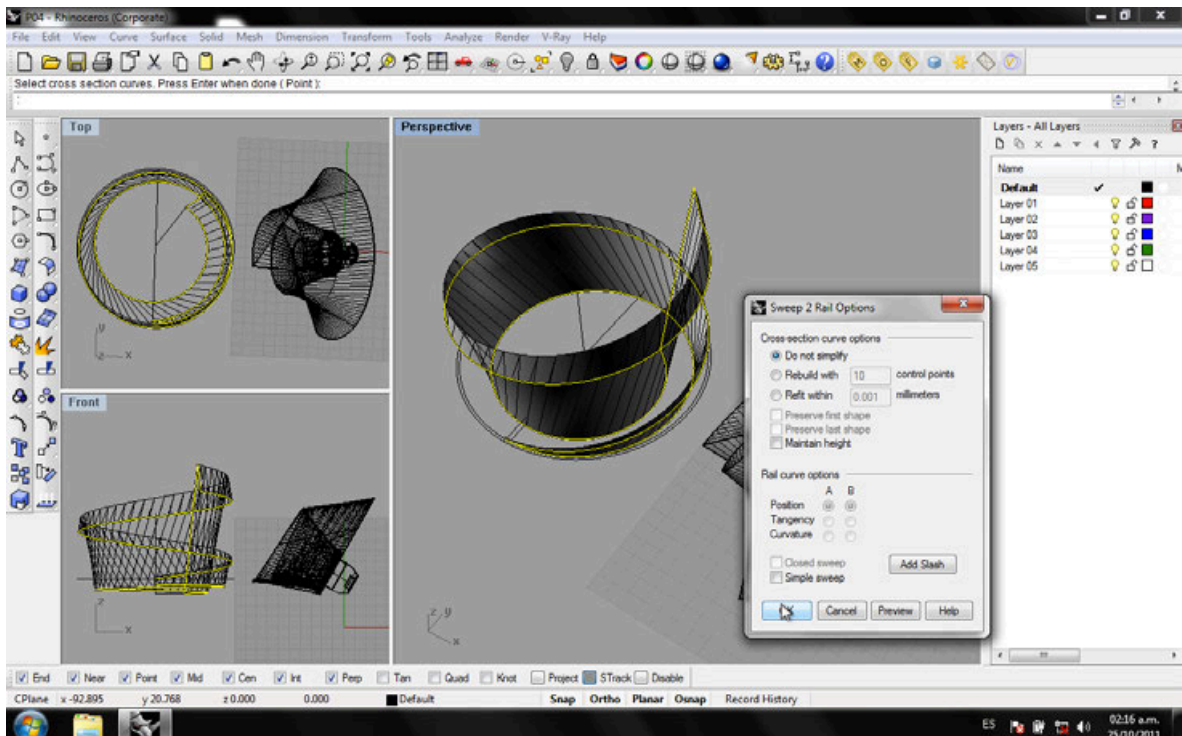 P04 - Rhinoceros (Corporate)
File Edit View Curve Surface Solid Mesh Dimension Transform Tools Analyze Render V-Ray Help
Select cross section curves. Press Enter when done ( Point ):
Top
Perspective
Layers - All Layers
Name
Default
Layer 01
Layer 02
Layer 03
Layer 04
Layer 05
Sweep 2 Rail Options
Cross-section curve options
Do not simplify
Rebuild with 10 control points
Refit within 0.001 millimeters
Preserve first shape
Preserve last shape
Maintain height
Rail curve options
A B
Position
Tangency
Curvature
Closed sweep
Add Slash
Simple sweep
Cancel Preview Help
y
z x
Front
z
x
z y
x
End Near Point Mid Cen Int Perp Tan Quad Knot Project STrack Disable
CPlane x -92.895 y 20.768 z 0.000 0.000 Default Snap Ortho Planar Osnap Record History
ES 02:16 a.m.
25/10/2011